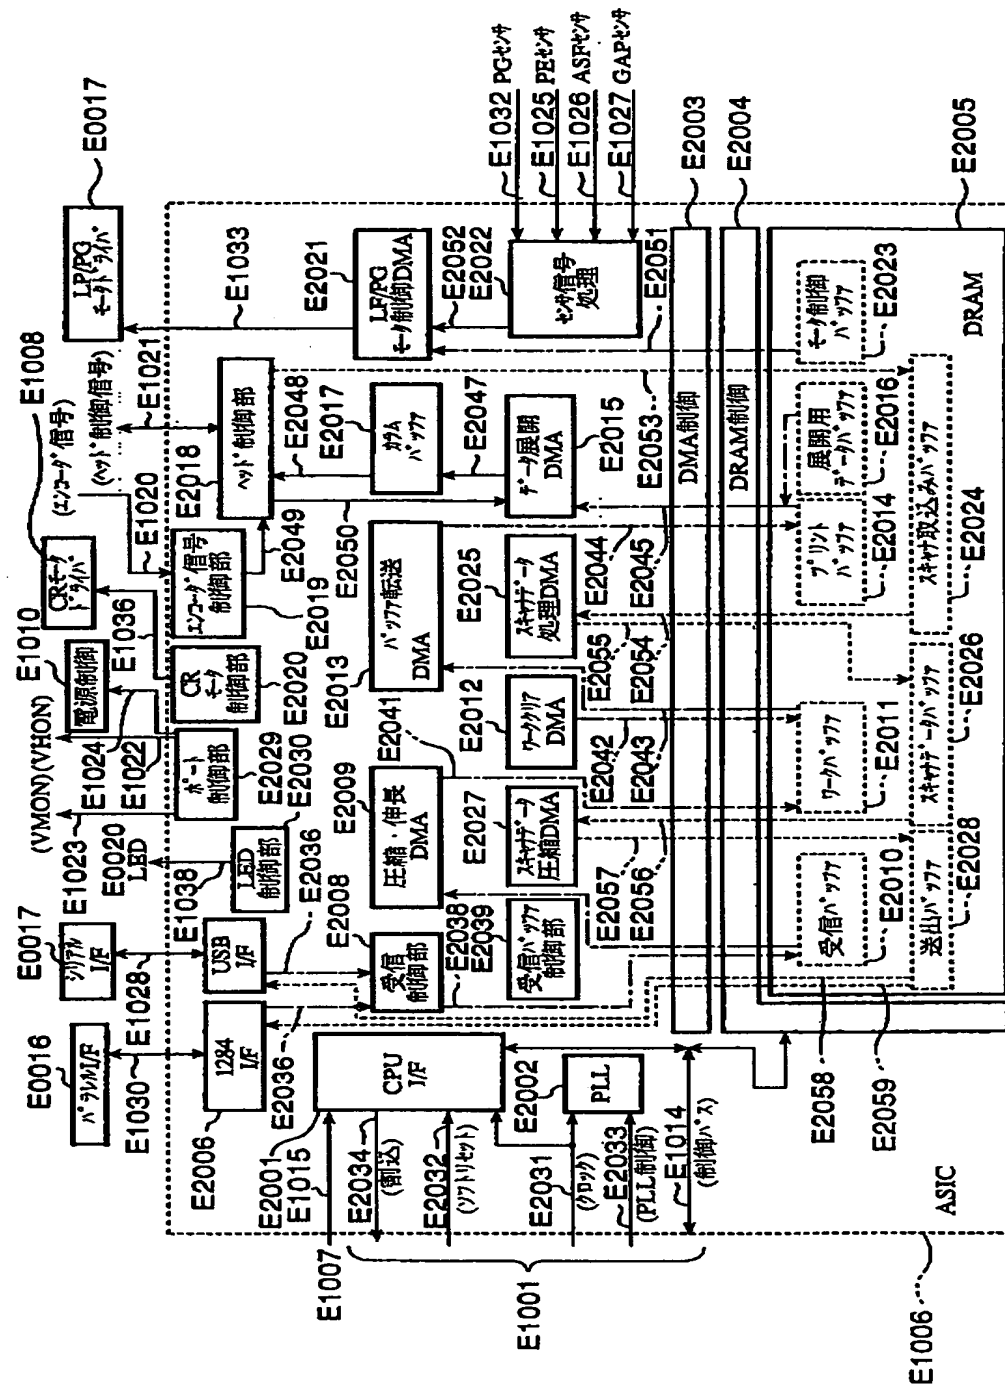 E0016
パラレルI/F
E1030
E0017
シリアル
I/F
E1028
(VMON)
E1023
E0020
LED
E1038
(VHON)
E1024
E1022
E1010
電源制御
E1036
E1008
CRモータ
ドライバ
(エンコーダ信号)
E1020
(ヘッド制御信号)
E1021
LP/PG
モータドライバ
E0017
E1033
E2006
1284
I/F
USB
I/F
LED
制御部
E2030
ポート
制御部
E2029
CR
モータ
制御部
E2020
エンコーダ信号
制御部
E2019
E2018
ヘッド制御部
E2036
E2036
E2008
受信
制御部
E2038
E2039
受信バッファ
制御部
E2009
圧縮・伸長
DMA
E2041
E2027
スキャナデータ
圧縮DMA
E2012
ワーククリア
DMA
E2013
バッファ転送
DMA
E2025
スキャナデータ
処理DMA
E2049
E2050
E2048
E2017
カラム
バッファ
E2047
データ展開
DMA
E2015
E2053
E2021
LF/PG
モータ制御DMA
E2052
E2022
センサ信号
処理
E2051
E1032 PGセンサ
E1025 PEセンサ
E1026 ASFセンサ
E1027 GAPセンサ
E2001
E1015
E1007
CPU
I/F
E2034
(割込)
E2032
(ソフトリセット)
E2002
PLL
E2031
(クロック)
E2033
(PLL制御)
E1014
(制御バス)
E1001
E2057
E2056
E2042
E2043
E2055
E2054
E2044
E2045
DMA制御
E2003
DRAM制御
E2004
E2005
受信バッファ
E2010
ワークバッファ
E2011
プリント
バッファ
E2014
展開用
データバッファ
E2016
モータ制御
バッファ
E2023
送出バッファ
E2028
スキャナデータバッファ
E2026
スキャナ取込みバッファ
E2024
DRAM
E2058
E2059
ASIC
E1006